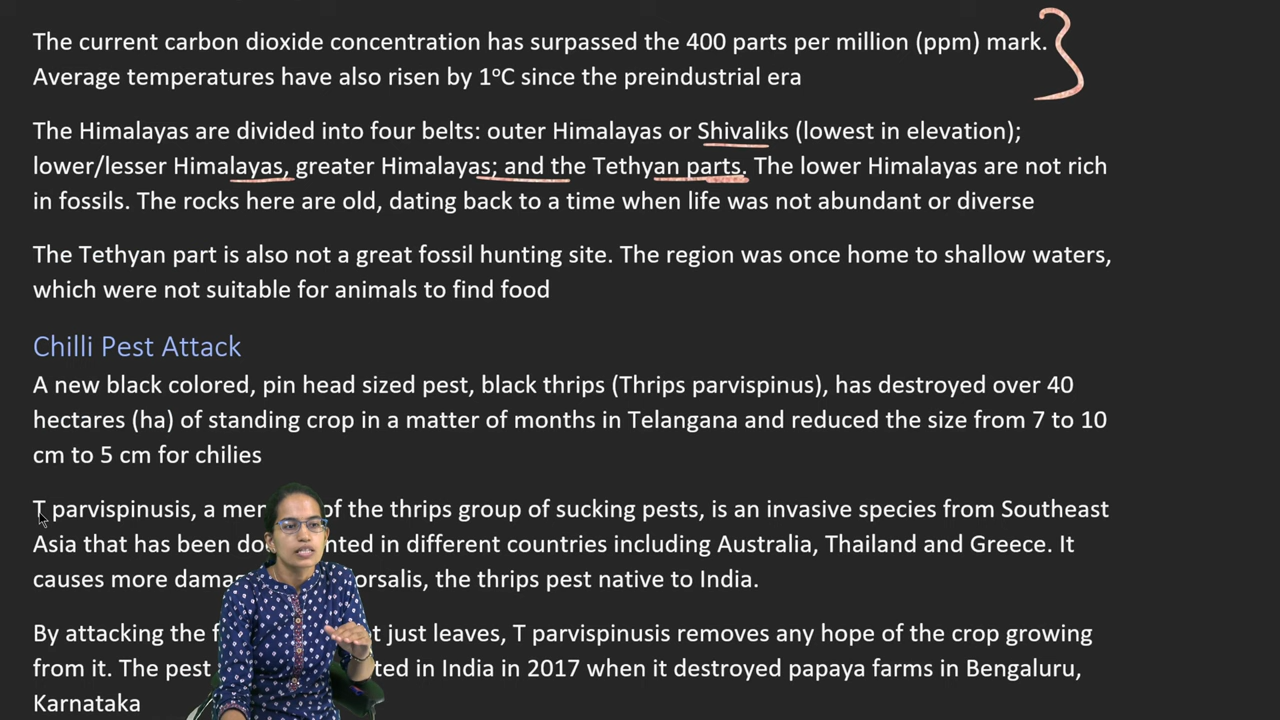 The current carbon dioxide concentration has surpassed the 400 parts per million (ppm) mark.
Average temperatures have also risen by 1°C since the preindustrial era
The Himalayas are divided into four belts: outer Himalayas or Shivaliks (lowest in elevation);
lower/lesser Himalayas, greater Himalayas; and the Tethyan parts. The lower Himalayas are not rich
in fossils. The rocks here are old, dating back to a time when life was not abundant or diverse
The Tethyan part is also not a great fossil hunting site. The region was once home to shallow waters,
which were not suitable for animals to find food
Chilli Pest Attack
A new black colored, pin head sized pest, black thrips (Thrips parvispinus), has destroyed over 40
hectares (ha) of standing crop in a matter of months in Telangana and reduced the size from 7 to 10
cm to 5 cm for chilies
T parvispinusis, a of the thrips group of sucking pests, is an invasive species from Southeast
Asia that has been in different countries including Australia, Thailand and Greece. It
causes more the thrips pest native to India.
By attacking the just leaves, T parvispinusis removes any hope of the crop growing
from it. The pest in India in 2017 when it destroyed papaya farms in Bengaluru,
Karnataka